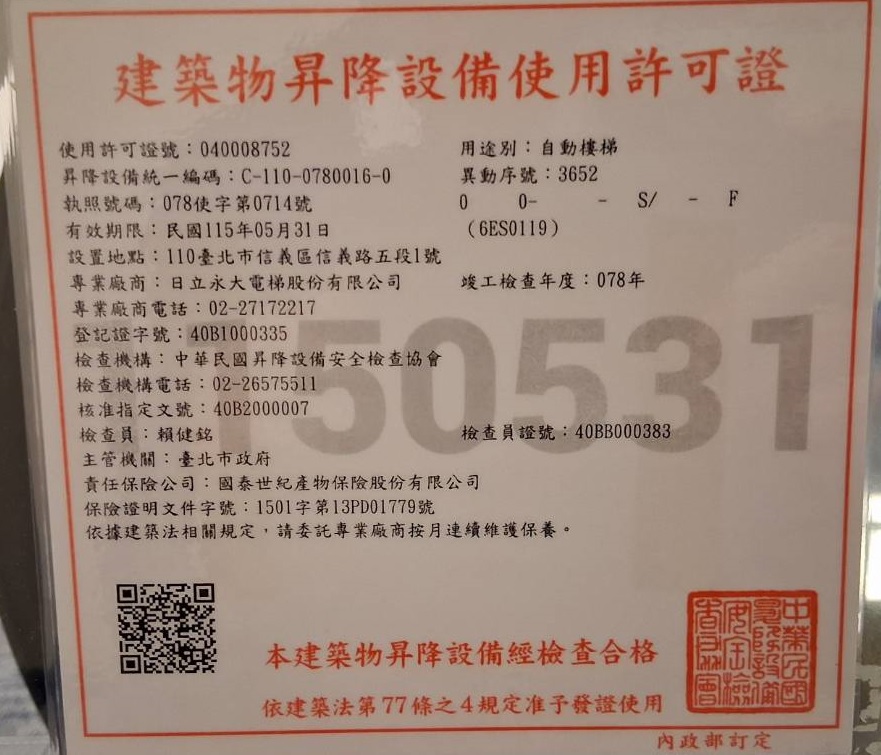 建築物昇降設備使用許可證
使用許可證號：040008752
用途別：自動樓梯
昇降設備統一編碼：C-110-0780016-0
異動序號：3652
執照號碼：078使字第0714號
0 0- - S/ - F
有效期限：民國115年05月31日
（6ES0119）
設置地點：110臺北市信義區信義路五段1號
專業廠商：日立永大電梯股份有限公司
竣工檢查年度：078年
專業廠商電話：02-27172217
登記證字號：40B1000335
檢查機構：中華民國昇降設備安全檢查協會
檢查機構電話：02-26575511
核准指定文號：40B2000007
檢查員：賴健銘
檢查員證號：40BB000383
主管機關：臺北市政府
責任保險公司：國泰世紀產物保險股份有限公司
保險證明文件字號：1501字第13PD01779號
依據建築法相關規定，請委託專業廠商按月連續維護保養。
1150531
本建築物昇降設備經檢查合格
依建築法第77條之4規定准予發證使用
中華民國昇降設備安全檢查協會
內政部訂定